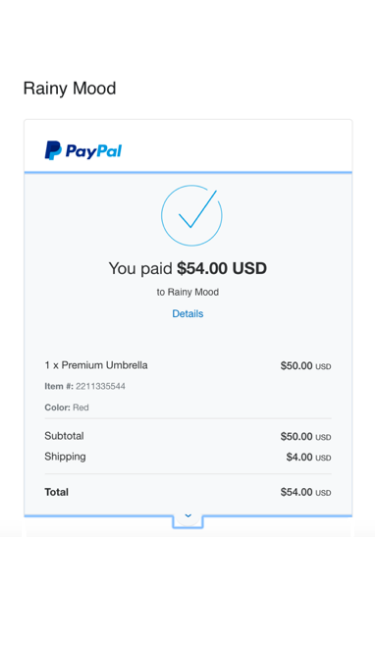 Rainy Mood
PayPal
You paid $54.00 USD
to Rainy Mood
Details
1 x Premium Umbrella $50.00 USD
Item #: 2211335544
Color: Red
Subtotal $50.00 USD
Shipping $4.00 USD
Total $54.00 USD